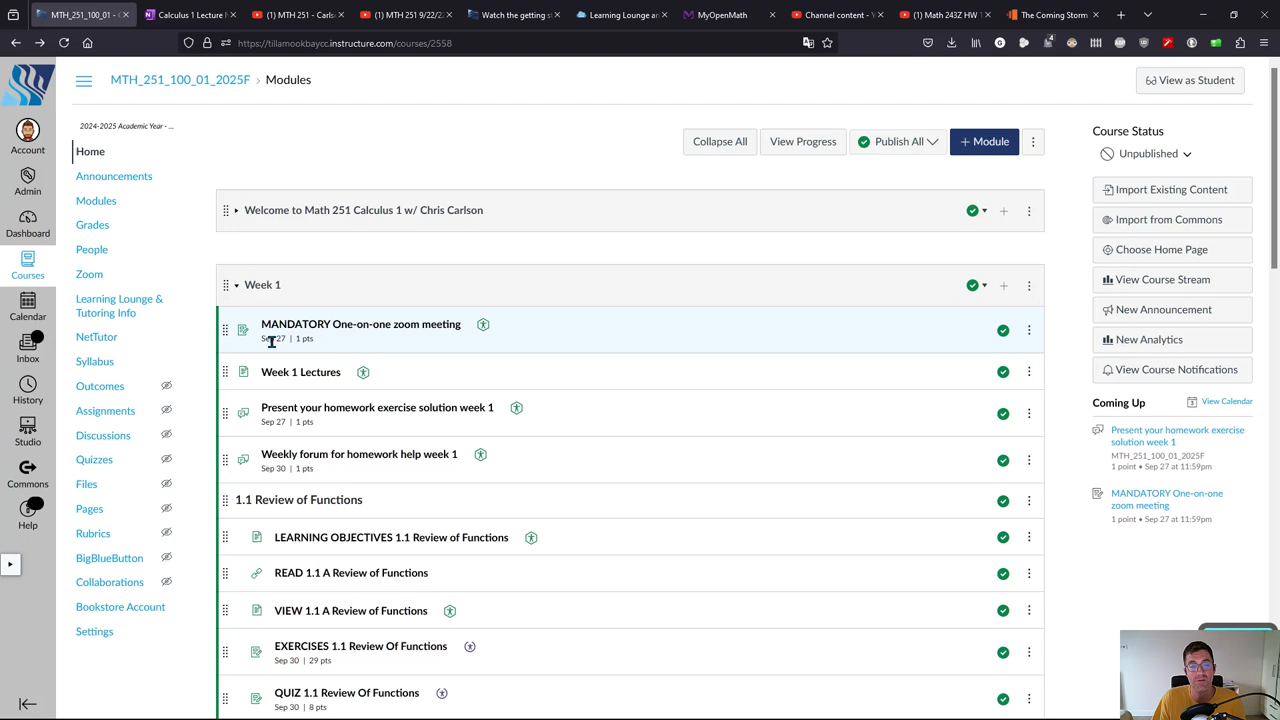 MTH_251_100_01
Calculus 1 Lecture
MTH 251 - Carls
MTH 251 9/22/2
Watch the getting s
Learning Lounge an
MyOpenMath
Channel content - Y
Math 243Z HW 1
The Coming Storm
https://tillamookbaycc.instructure.com/courses/2558
MTH_251_100_01_2025F › Modules
View as Student
Account
Admin
Dashboard
Courses
Calendar
Inbox
History
Studio
Commons
Help
2024-2025 Academic Year - ...
Home
Announcements
Modules
Grades
People
Zoom
Learning Lounge &
Tutoring Info
NetTutor
Syllabus
Outcomes
Assignments
Discussions
Quizzes
Files
Pages
Rubrics
BigBlueButton
Collaborations
Bookstore Account
Settings
Collapse All
View Progress
Publish All
+ Module
Welcome to Math 251 Calculus 1 w/ Chris Carlson
Week 1
MANDATORY One-on-one zoom meeting
Sep 27 | 1 pts
Week 1 Lectures
Present your homework exercise solution week 1
Sep 27 | 1 pts
Weekly forum for homework help week 1
Sep 30 | 1 pts
1.1 Review of Functions
LEARNING OBJECTIVES 1.1 Review of Functions
READ 1.1 A Review of Functions
VIEW 1.1 A Review of Functions
EXERCISES 1.1 Review Of Functions
Sep 30 | 29 pts
QUIZ 1.1 Review Of Functions
Sep 30 | 8 pts
Course Status
Unpublished
Import Existing Content
Import from Commons
Choose Home Page
View Course Stream
New Announcement
New Analytics
View Course Notifications
Coming Up
View Calendar
Present your homework exercise
solution week 1
MTH_251_100_01_2025F
1 point • Sep 27 at 11:59pm
MANDATORY One-on-one
zoom meeting
1 point • Sep 27 at 11:59pm